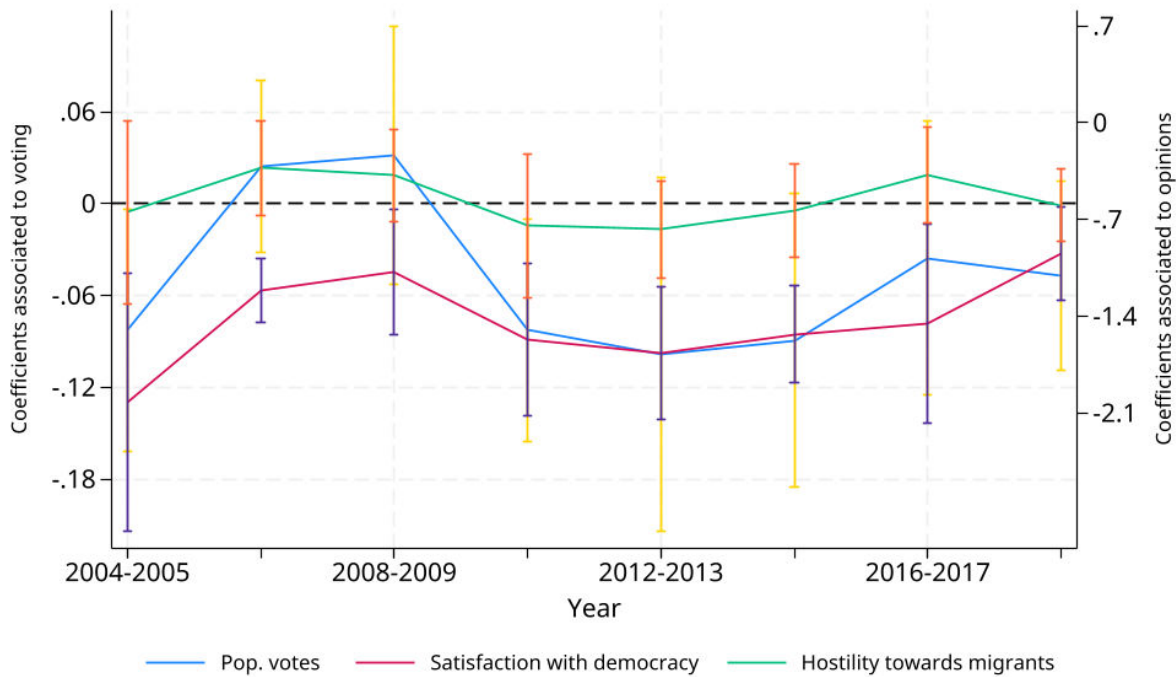 Coefficients associated to voting
.06
0
-.06
-.12
-.18
.7
0
-.7
-1.4
-2.1
Coefficients associated to opinions
2004-2005 2008-2009 2012-2013 2016-2017
Year
Pop. votes Satisfaction with democracy Hostility towards migrants